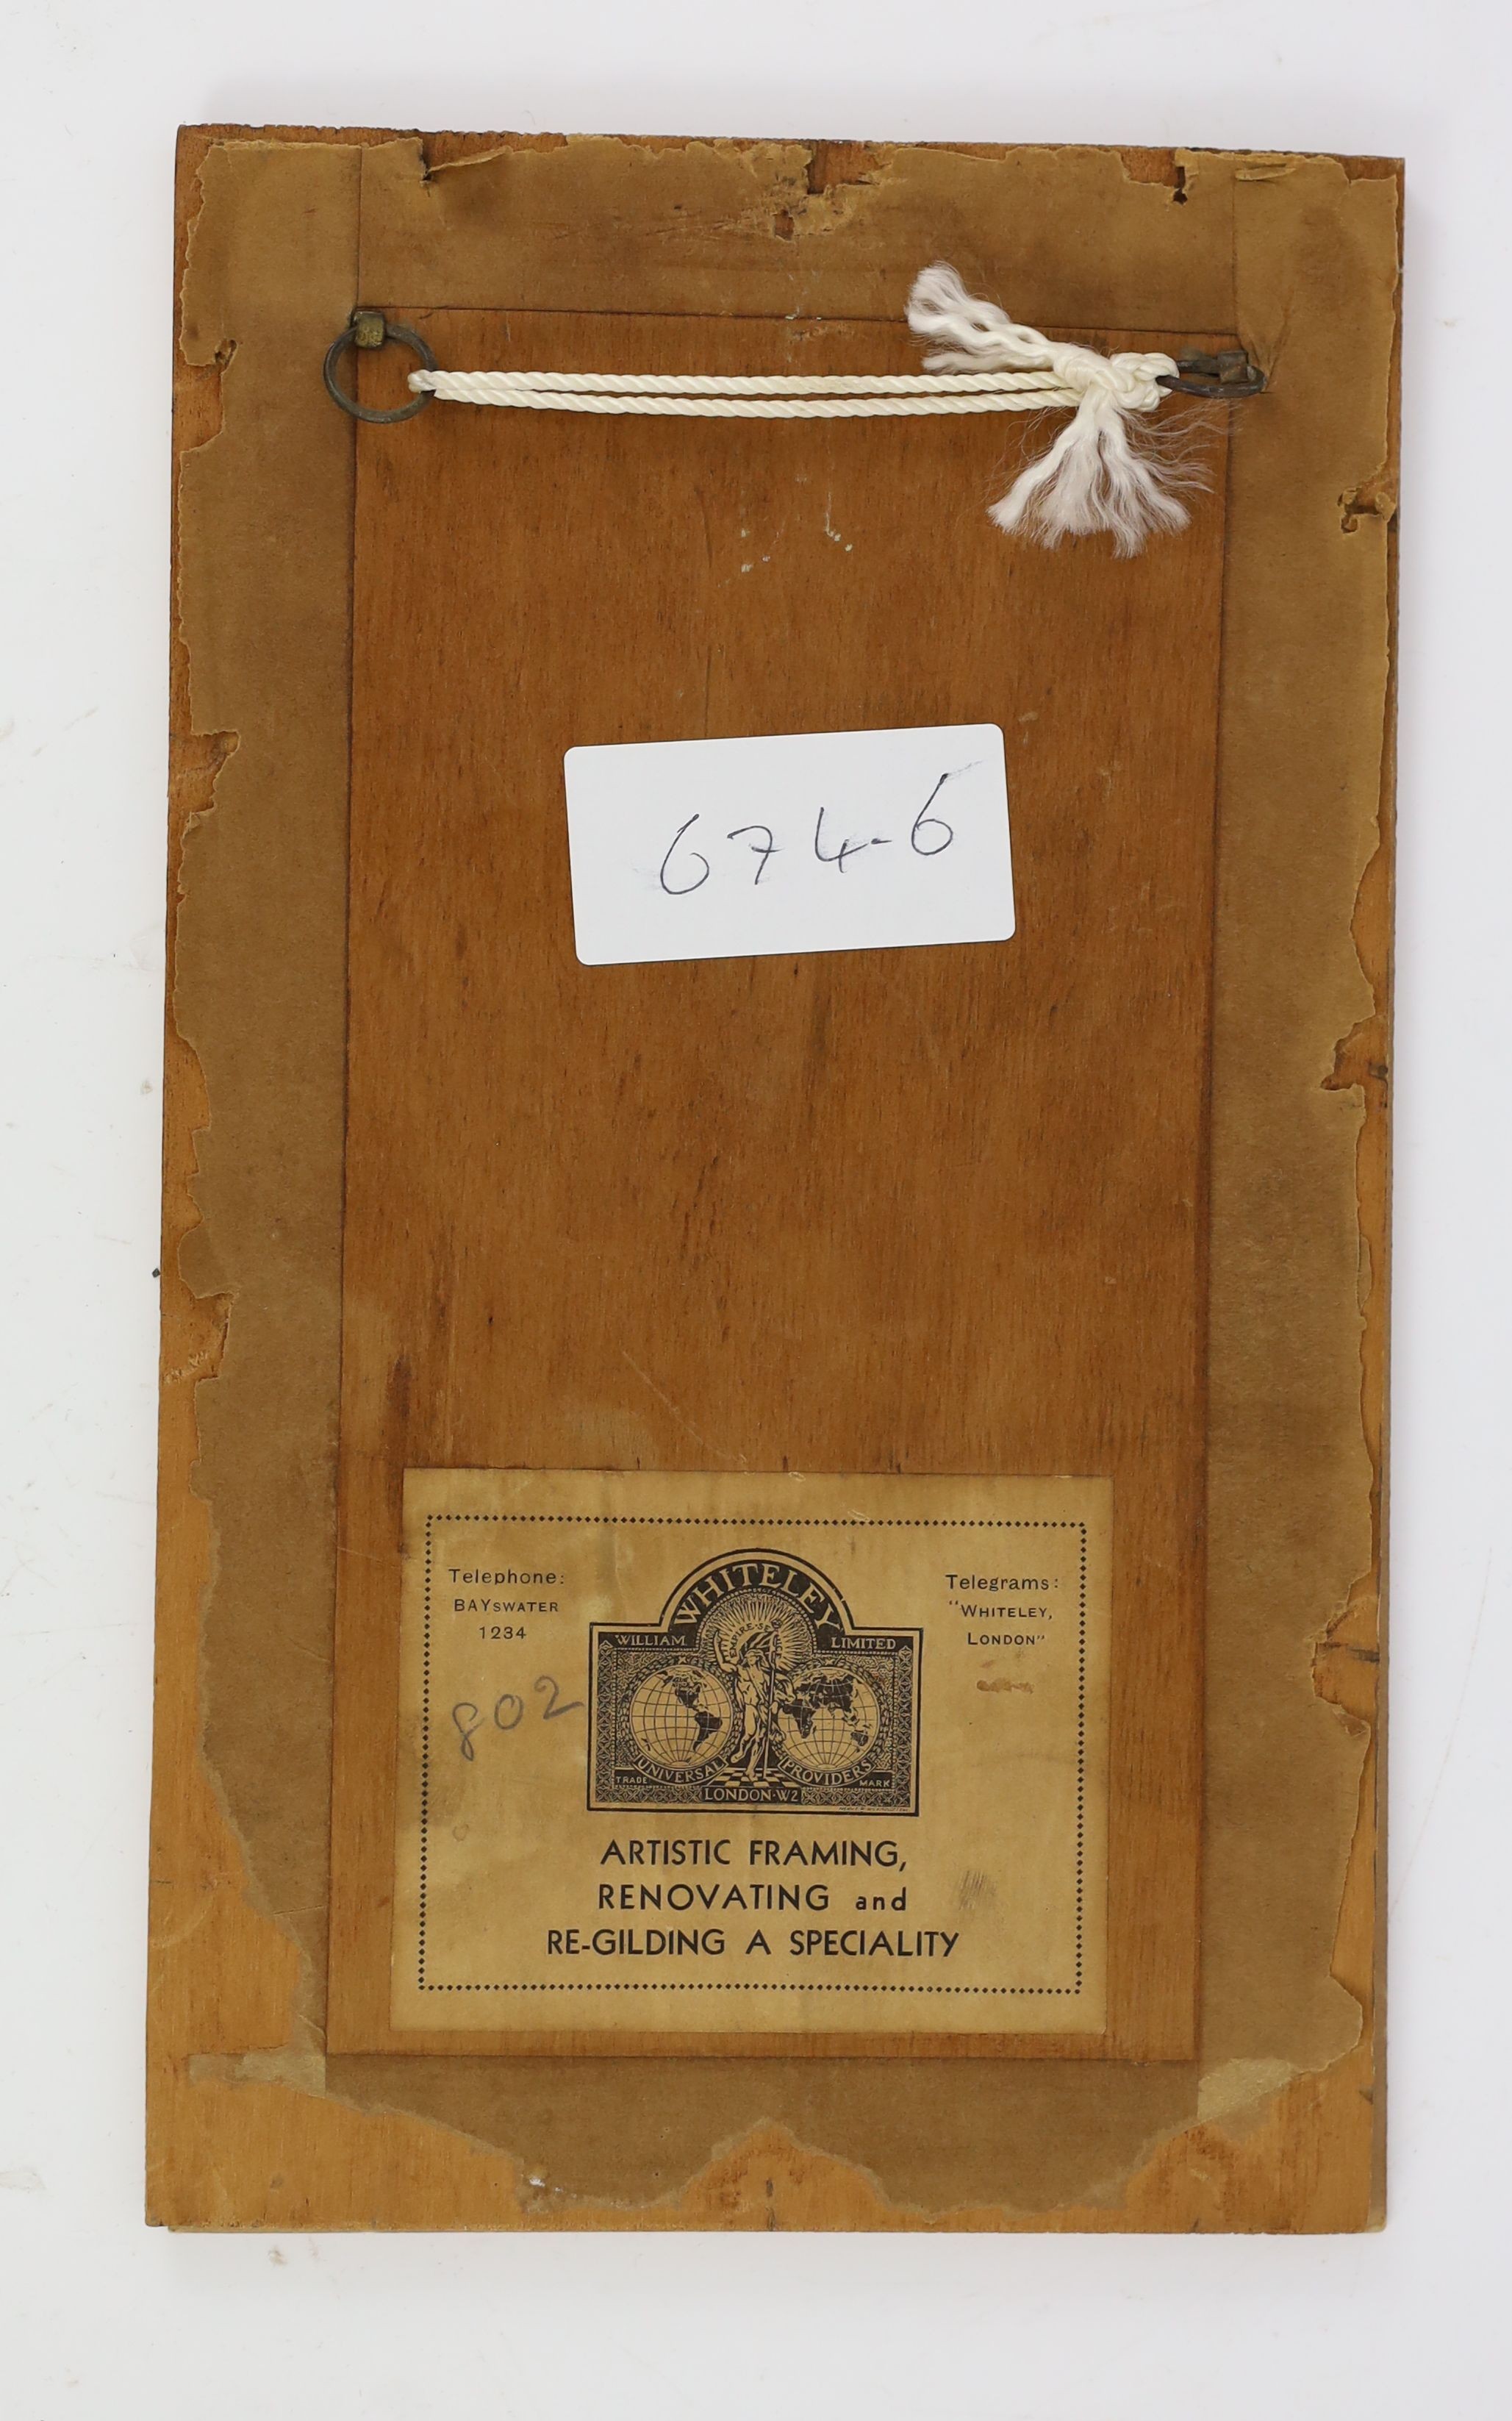 674-6
Telephone:
BAYSWATER
1234
Telegrams:
"WHITELEY,
LONDON"
802
WHITELEY
WILLIAM LIMITED
UNIVERSAL PROVIDERS
TRADE MARK
LONDON·W2
ARTISTIC FRAMING,
RENOVATING and
RE-GILDING A SPECIALITY